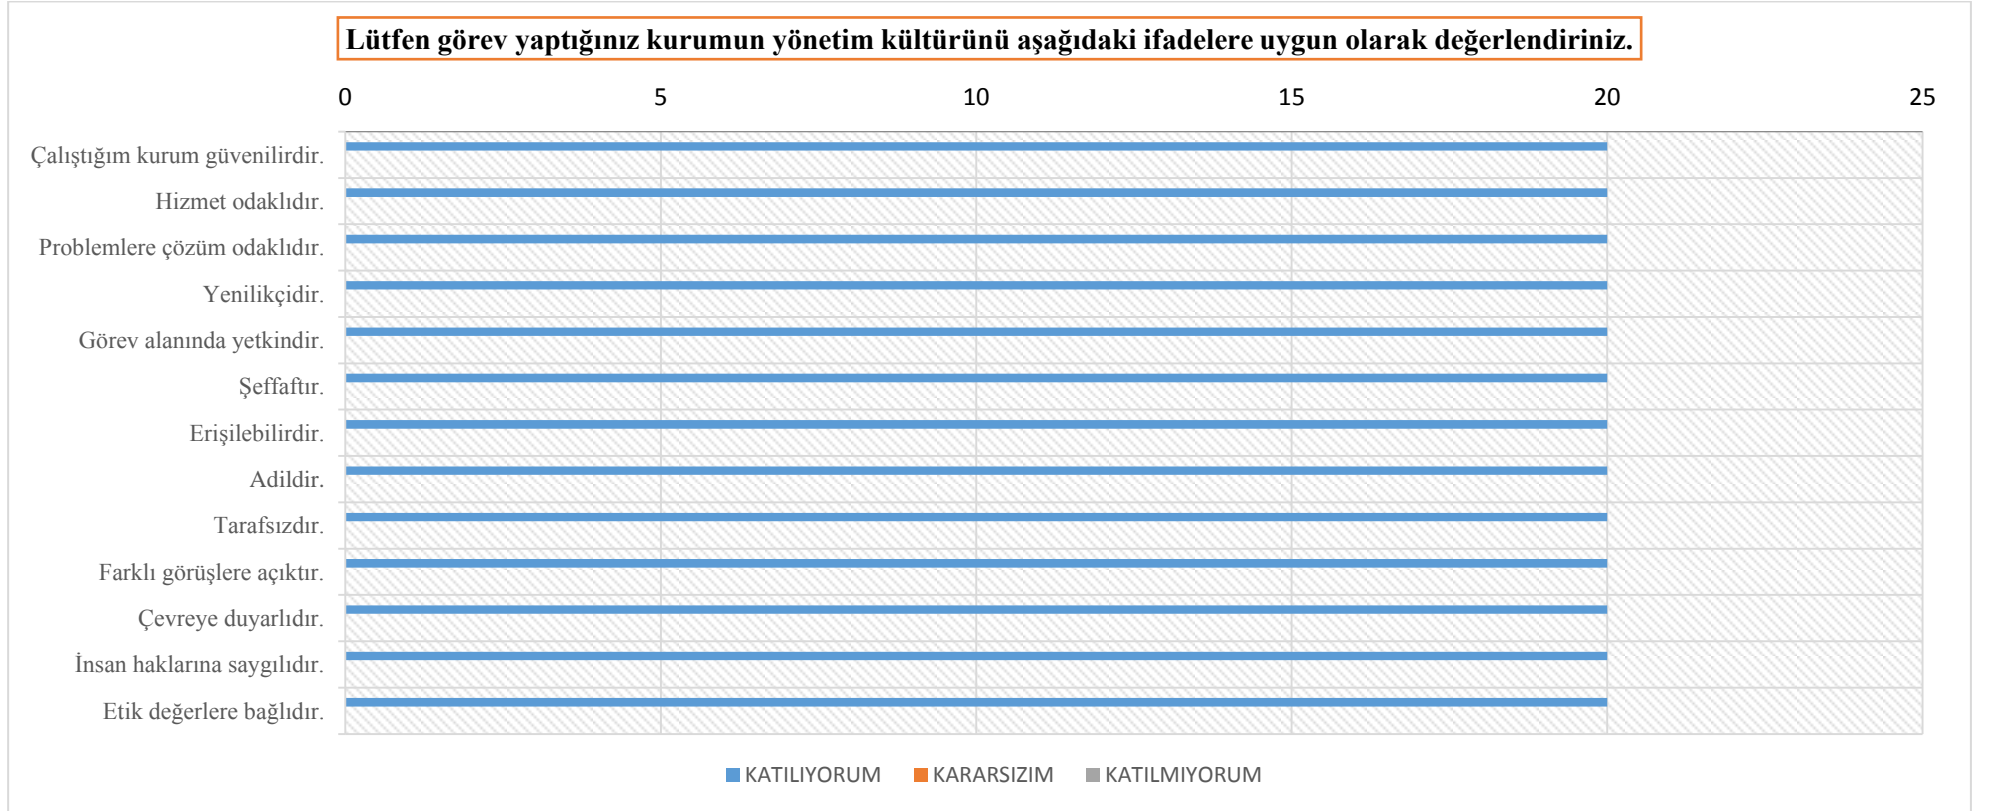 Lütfen görev yaptığınız kurumun yönetim kültürünü aşağıdaki ifadelere uygun olarak değerlendiriniz.
0 5 10 15 20 25
Çalıştığım kurum güvenilirdir.
Hizmet odaklıdır.
Problemlere çözüm odaklıdır.
Yenilikçidir.
Görev alanında yetkindir.
Şeffaftır.
Erişilebilirdir.
Adildir.
Tarafsızdır.
Farklı görüşlere açıktır.
Çevreye duyarlıdır.
İnsan haklarına saygılıdır.
Etik değerlere bağlıdır.
KATILIYORUM KARARSIZIM KATILMIYORUM